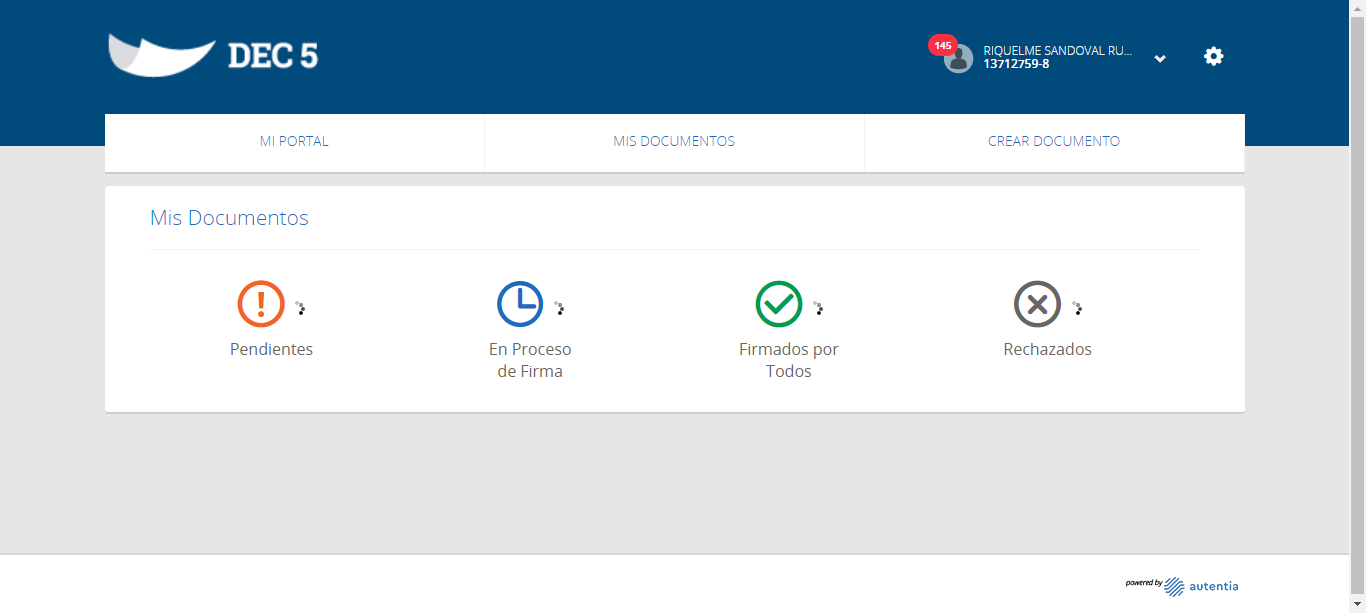 DEC 5
145
RIQUELME SANDOVAL RU...
13712759-8
MI PORTAL
MIS DOCUMENTOS
CREAR DOCUMENTO
Mis Documentos
Pendientes
En Proceso
de Firma
Firmados por
Todos
Rechazados
powered by
autentia